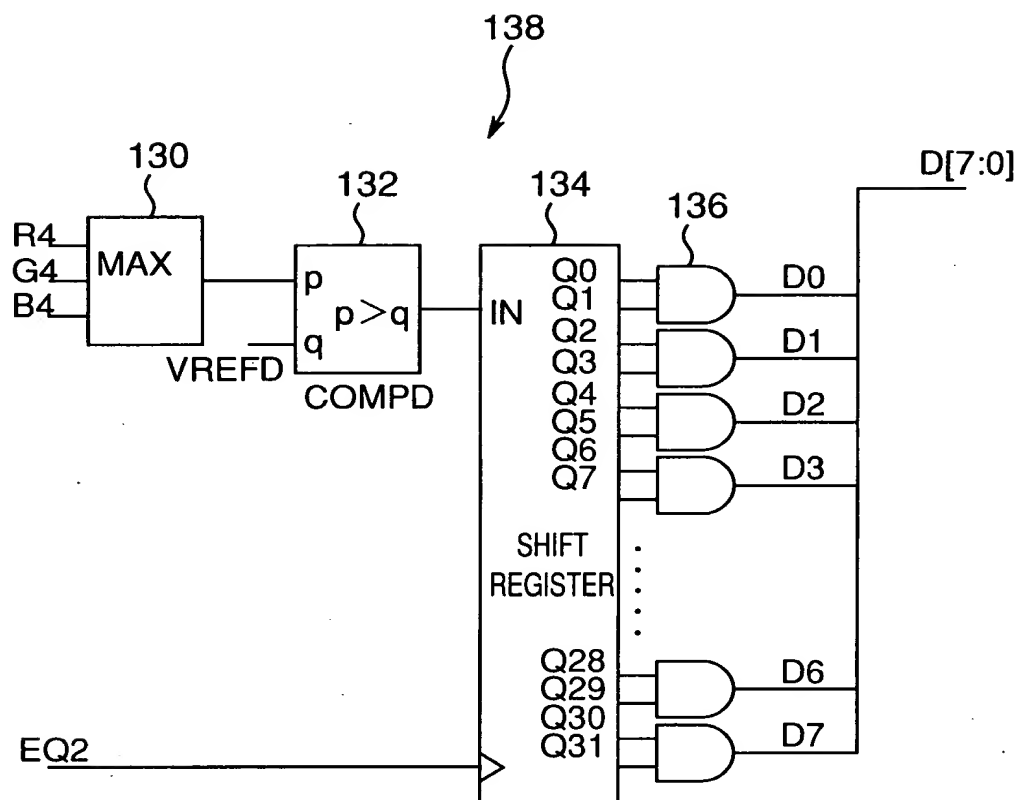 138
130
132
134
136
D[7:0]
R4
G4
B4
MAX
VREFD
p
q
p>q
COMPD
IN
Q0
Q1
Q2
Q3
Q4
Q5
Q6
Q7
D0
D1
D2
D3
SHIFT
REGISTER
Q28
Q29
Q30
Q31
D6
D7
EQ2